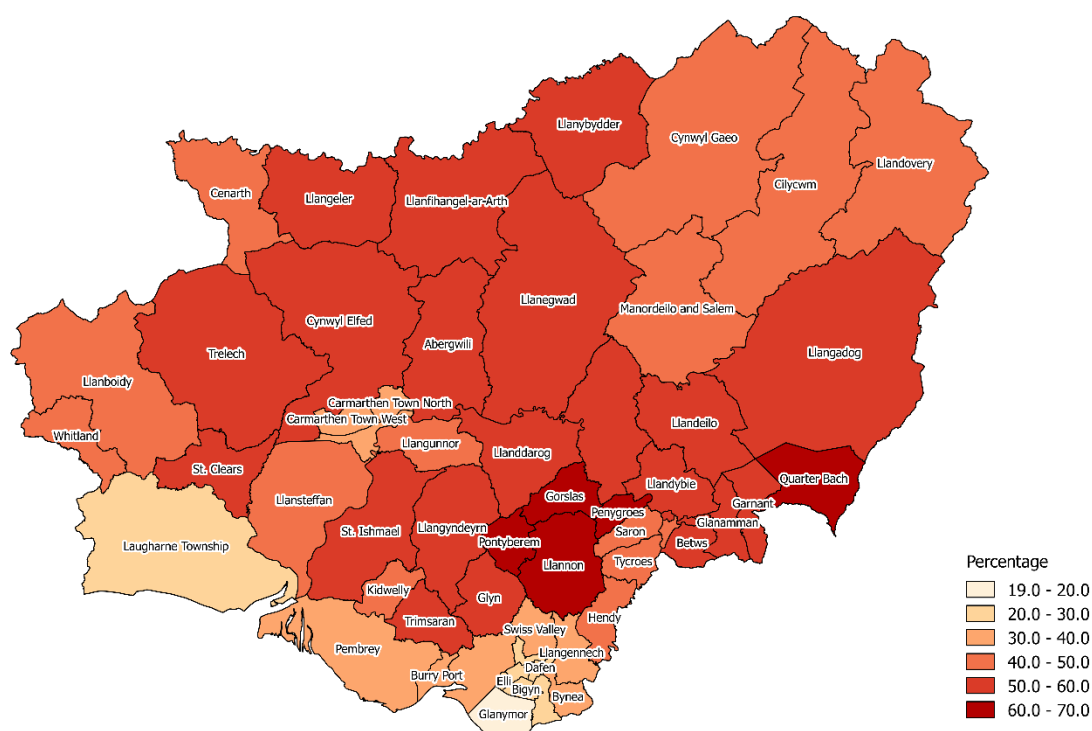 Llanybydder
Cynwyl Gaeo
Llandovery
Cilycwm
Cenarth
Llangeler
Llanfihangel-ar-Arth
Llanegwad
Manordeilo and Salem
Cynwyl Elfed
Abergwili
Trelech
Llangadog
Llanboidy
Carmarthen Town North
Carmarthen Town West
Llandeilo
Whitland
Llangunnor
Llanddarog
St. Clears
Quarter Bach
Llandybie
Llansteffan
Gorslas
Garnant
Penygroes
Glanamman
St. Ishmael
Llangyndeyrn
Saron
Pontyberem
Betws
Laugharne Township
Tycroes
Llannon
Kidwelly
Glyn
Hendy
Trimsaran
Swiss Valley
Pembrey
Llangennech
Dafen
Burry Port
Elli
Bigyn
Bynea
Glanymor
Percentage
19.0 - 20.0
20.0 - 30.0
30.0 - 40.0
40.0 - 50.0
50.0 - 60.0
60.0 - 70.0